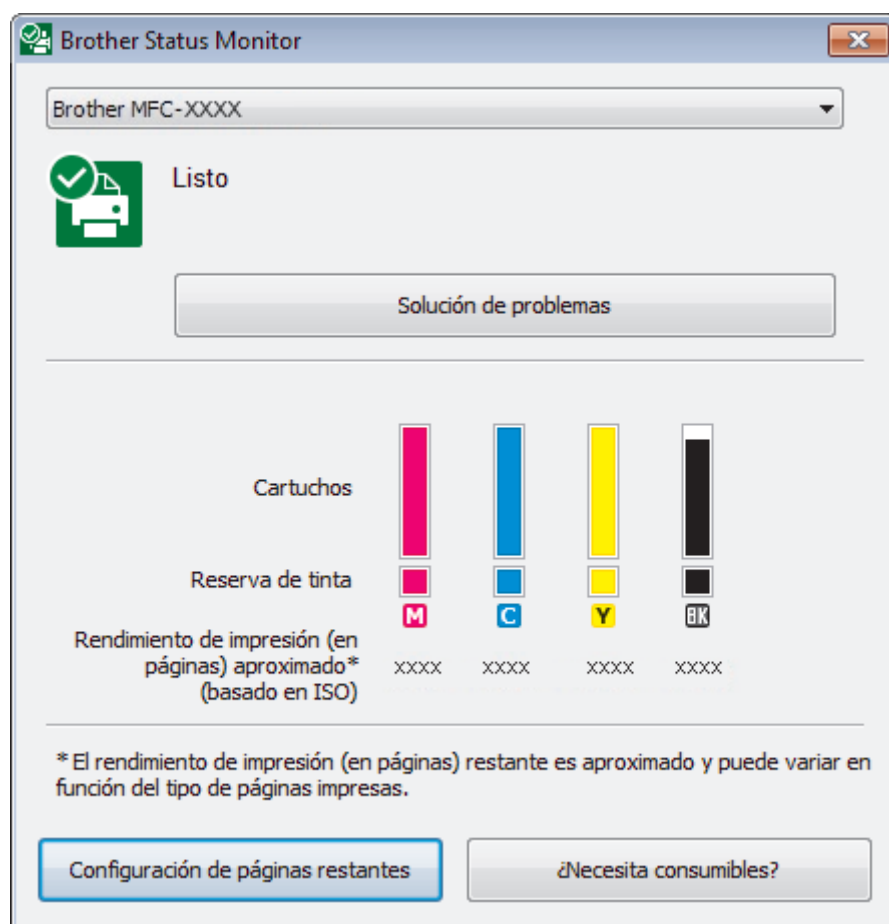 Brother Status Monitor
Brother MFC-XXXX
Listo
Solución de problemas
Cartuchos
Reserva de tinta
M C Y BK
Rendimiento de impresión (en
páginas) aproximado*
(basado en ISO)
XXXX XXXX XXXX XXXX
* El rendimiento de impresión (en páginas) restante es aproximado y puede variar en
función del tipo de páginas impresas.
Configuración de páginas restantes
¿Necesita consumibles?